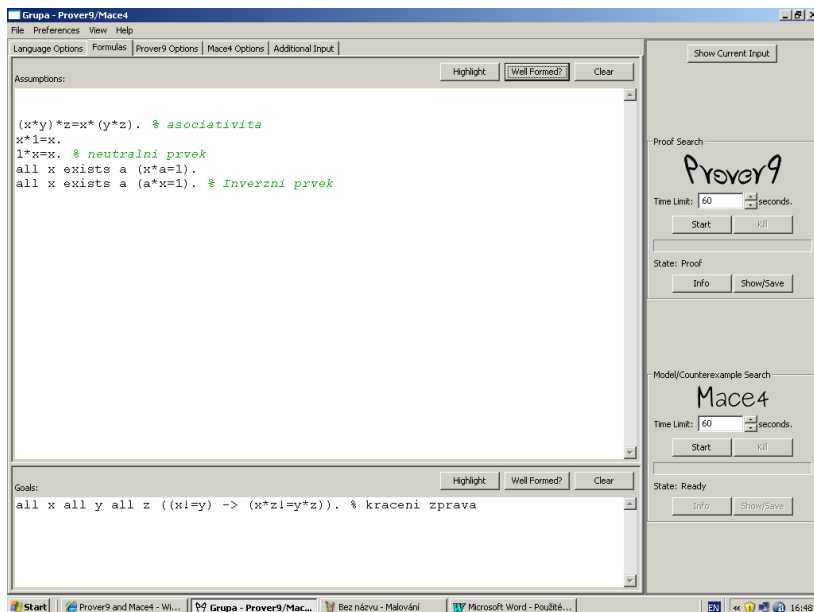 Grupa - Prover9/Mace4
File Preferences View Help
Language Options Formulas Prover9 Options Mace4 Options Additional Input
Show Current Input
Assumptions:
Highlight Well Formed? Clear
(x*y)*z=x*(y*z). % asociativita
x*1=x.
1*x=x. % neutralni prvek
all x exists a (x*a=1).
all x exists a (a*x=1). % Inverzni prvek
Proof Search
Prover9
Time Limit: 60 seconds.
Start Kill
State: Proof
Info Show/Save
Model/Counterexample Search
Mace4
Time Limit: 60 seconds.
Start Kill
State: Ready
Info Show/Save
Goals:
Highlight Well Formed? Clear
all x all y all z ((x!=y) -> (x*z!=y*z)). % kraceni zprava
Start Prover9 and Mace4 - Wi... Grupa - Prover9/Mac... Bez názvu - Malování Microsoft Word - Použité... EN « 16:48